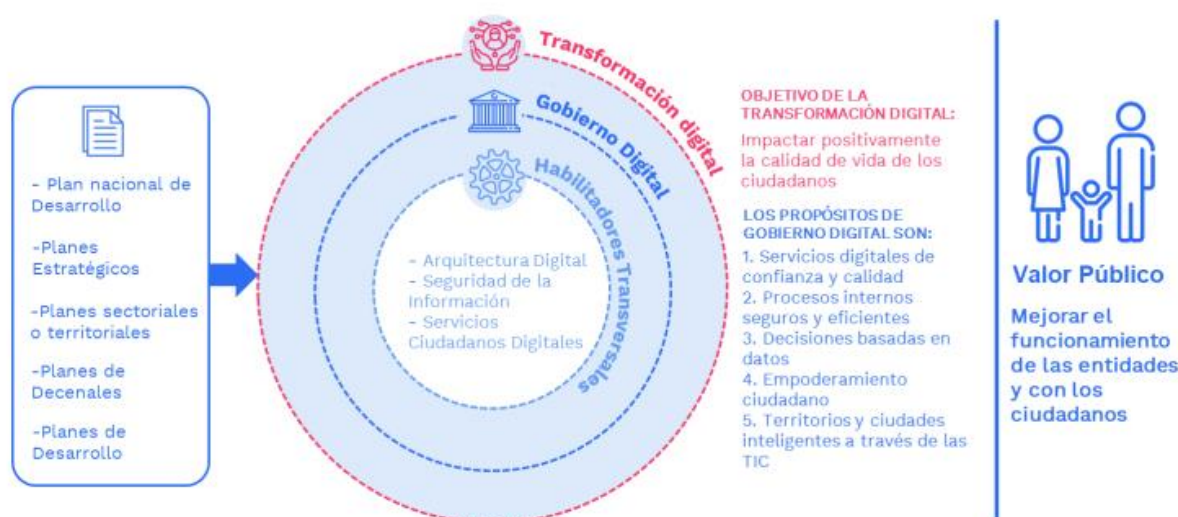 - Plan nacional de
Desarrollo
-Planes
Estratégicos
-Planes sectoriales
o territoriales
-Planes de
Decenales
-Planes de
Desarrollo
Transformación digital
Gobierno Digital
Habilitadores Transversales
- Arquitectura Digital
- Seguridad de la
Información
- Servicios
Ciudadanos Digitales
OBJETIVO DE LA
TRANSFORMACIÓN DIGITAL:
Impactar positivamente
la calidad de vida de los
ciudadanos
LOS PROPÓSITOS DE
GOBIERNO DIGITAL SON:
1. Servicios digitales de
confianza y calidad
2. Procesos internos
seguros y eficientes
3. Decisiones basadas en
datos
4. Empoderamiento
ciudadano
5. Territorios y ciudades
inteligentes a través de las
TIC
Valor Público
Mejorar el
funcionamiento
de las entidades
y con los
ciudadanos